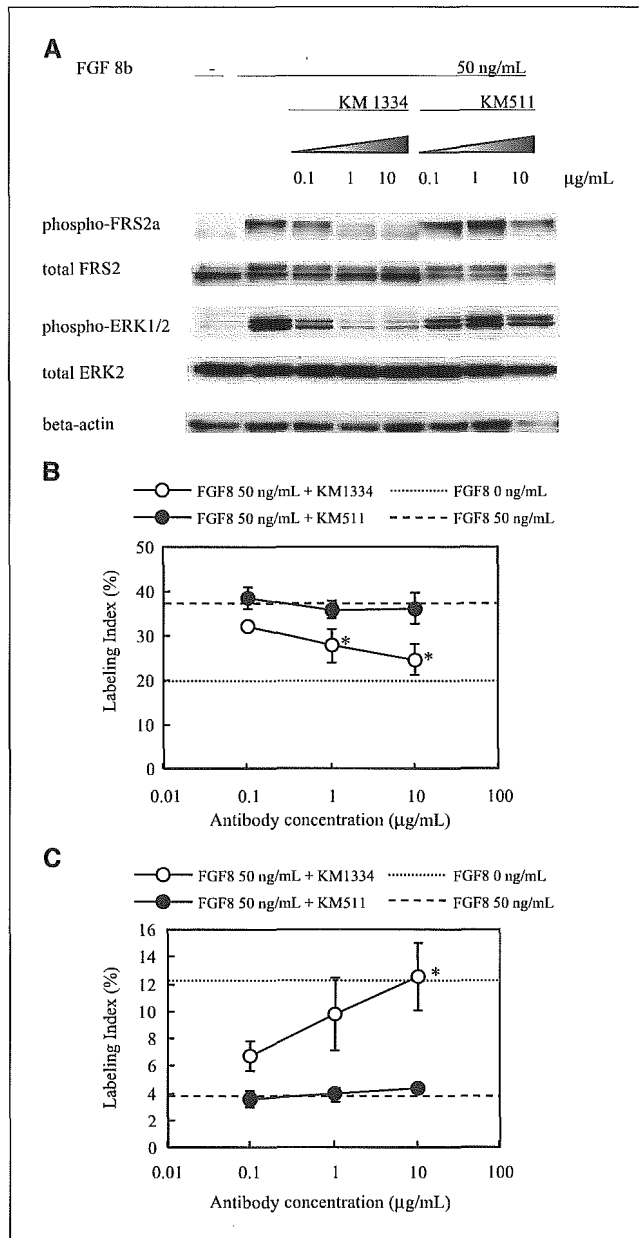 A
FGF 8b - 50 ng/mL
KM 1334 KM511
0.1 1 10 0.1 1 10 µg/mL
phospho-FRS2a
total FRS2
phospho-ERK1/2
total ERK2
beta-actin
B
FGF8 50 ng/mL + KM1334 FGF8 0 ng/mL
FGF8 50 ng/mL + KM511 FGF8 50 ng/mL
50
40
30
20
10
0
Labeling Index (%)
* *
0.01 0.1 1 10 100
Antibody concentration (µg/mL)
C
FGF8 50 ng/mL + KM1334 FGF8 0 ng/mL
FGF8 50 ng/mL + KM511 FGF8 50 ng/mL
16
14
12
10
8
6
4
2
0
Labeling Index (%)
*
0.01 0.1 1 10 100
Antibody concentration (µg/mL)